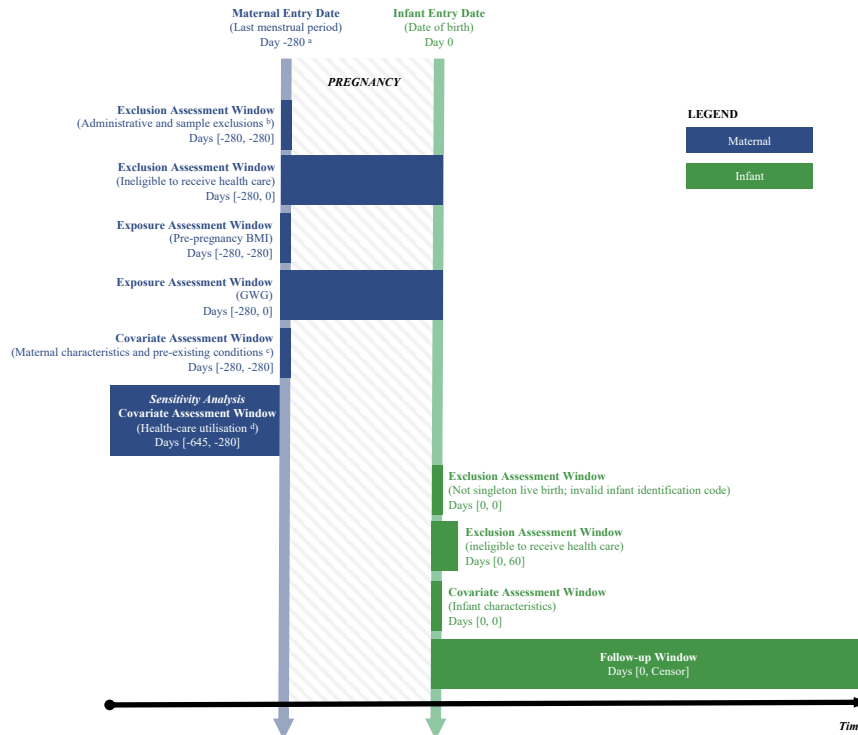 Maternal Entry Date
(Last menstrual period)
Day -280 ᵃ
Infant Entry Date
(Date of birth)
Day 0
PREGNANCY
LEGEND
Maternal
Infant
Exclusion Assessment Window
(Administrative and sample exclusions ᵇ)
Days [-280, -280]
Exclusion Assessment Window
(Ineligible to receive health care)
Days [-280, 0]
Exposure Assessment Window
(Pre-pregnancy BMI)
Days [-280, -280]
Exposure Assessment Window
(GWG)
Days [-280, 0]
Covariate Assessment Window
(Maternal characteristics and pre-existing conditions ᶜ)
Days [-280, -280]
Sensitivity Analysis
Covariate Assessment Window
(Health-care utilisation ᵈ)
Days [-645, -280]
Exclusion Assessment Window
(Not singleton live birth; invalid infant identification code)
Days [0, 0]
Exclusion Assessment Window
(ineligible to receive health care)
Days [0, 60]
Covariate Assessment Window
(Infant characteristics)
Days [0, 0]
Follow-up Window
Days [0, Censor]
Tim